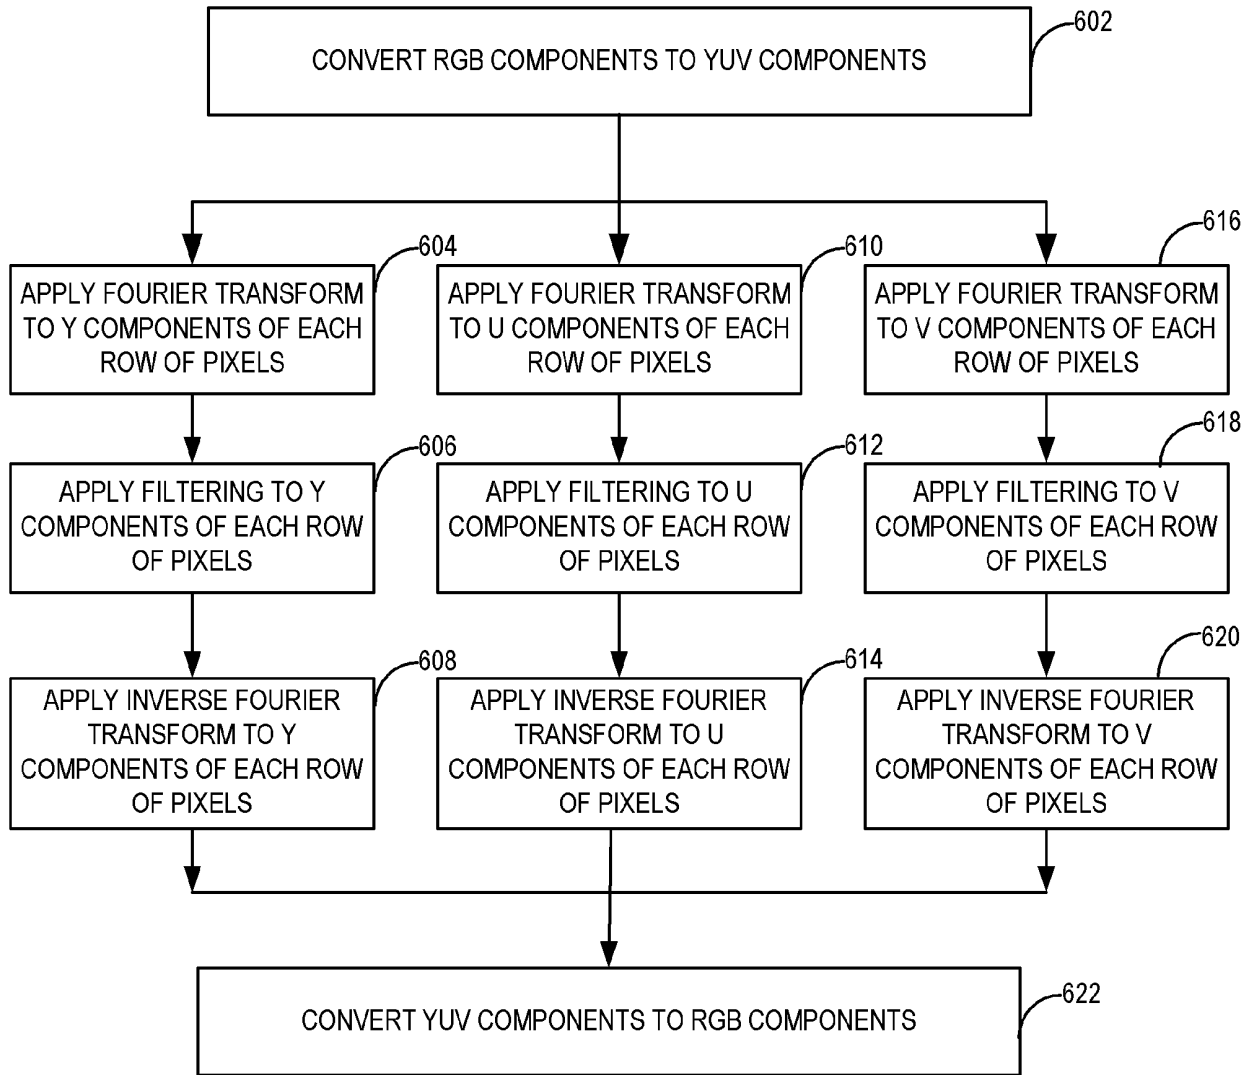 602
CONVERT RGB COMPONENTS TO YUV COMPONENTS
604
APPLY FOURIER TRANSFORM
TO Y COMPONENTS OF EACH
ROW OF PIXELS
610
APPLY FOURIER TRANSFORM
TO U COMPONENTS OF EACH
ROW OF PIXELS
616
APPLY FOURIER TRANSFORM
TO V COMPONENTS OF EACH
ROW OF PIXELS
606
APPLY FILTERING TO Y
COMPONENTS OF EACH ROW
OF PIXELS
612
APPLY FILTERING TO U
COMPONENTS OF EACH ROW
OF PIXELS
618
APPLY FILTERING TO V
COMPONENTS OF EACH ROW
OF PIXELS
608
APPLY INVERSE FOURIER
TRANSFORM TO Y
COMPONENTS OF EACH ROW
OF PIXELS
614
APPLY INVERSE FOURIER
TRANSFORM TO U
COMPONENTS OF EACH ROW
OF PIXELS
620
APPLY INVERSE FOURIER
TRANSFORM TO V
COMPONENTS OF EACH ROW
OF PIXELS
622
CONVERT YUV COMPONENTS TO RGB COMPONENTS